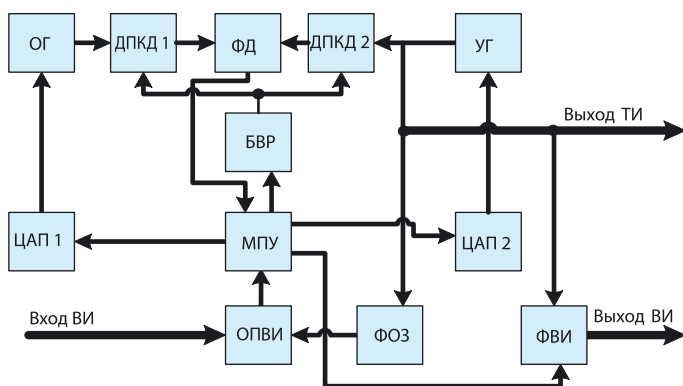 ОГ
ДПКД 1
ФД
ДПКД 2
УГ
Выход ТИ
БВР
ЦАП 1
МПУ
ЦАП 2
Вход ВИ
ОПВИ
ФОЗ
ФВИ
Выход ВИ